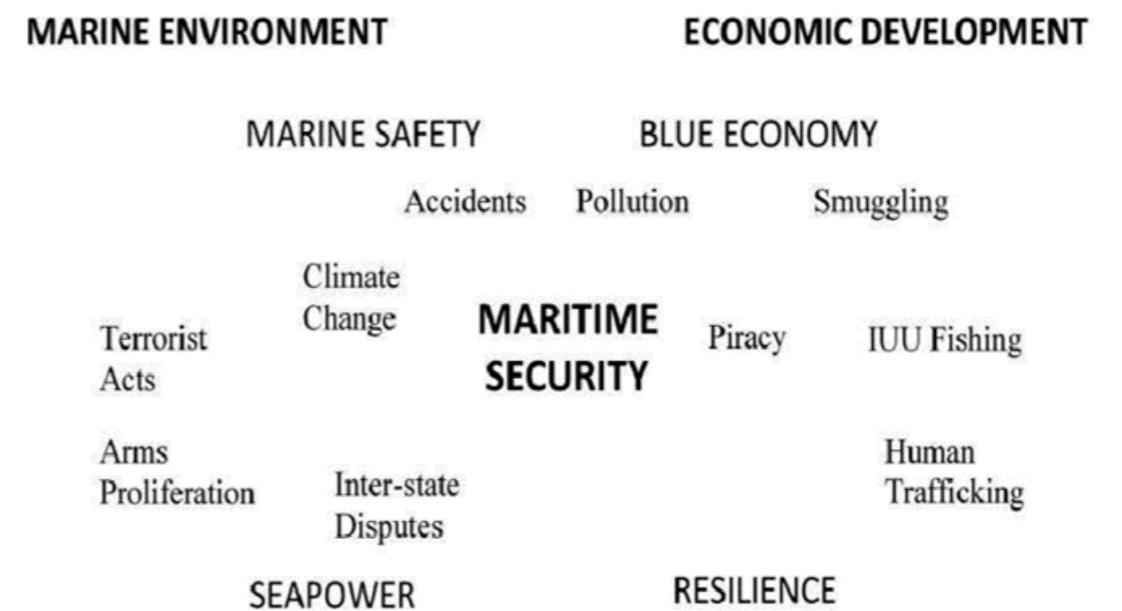 MARINE ENVIRONMENT
ECONOMIC DEVELOPMENT
MARINE SAFETY
BLUE ECONOMY
Accidents
Pollution
Smuggling
Climate
Change
MARITIME
SECURITY
Terrorist
Acts
Piracy
IUU Fishing
Arms
Proliferation
Inter-state
Disputes
Human
Trafficking
SEAPOWER
RESILIENCE